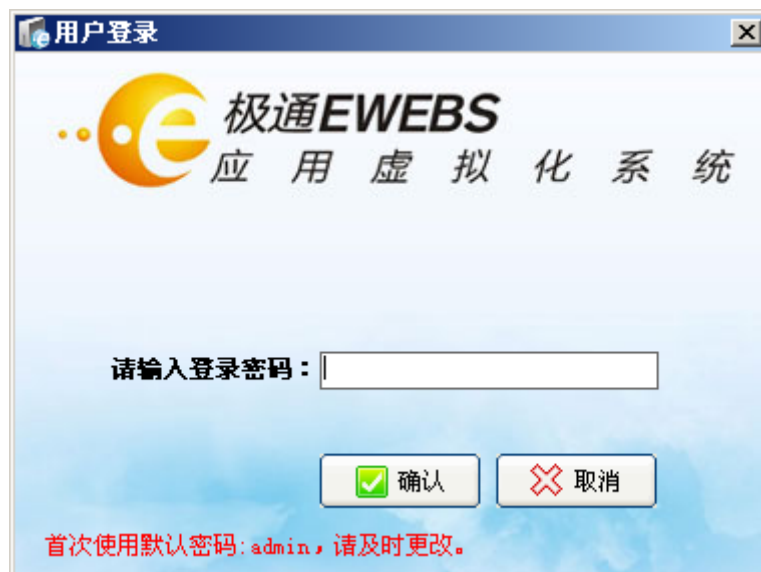 用户登录
极通EWEBS
应用虚拟化系统
请输入登录密码：
确认
取消
首次使用默认密码:admin，请及时更改。